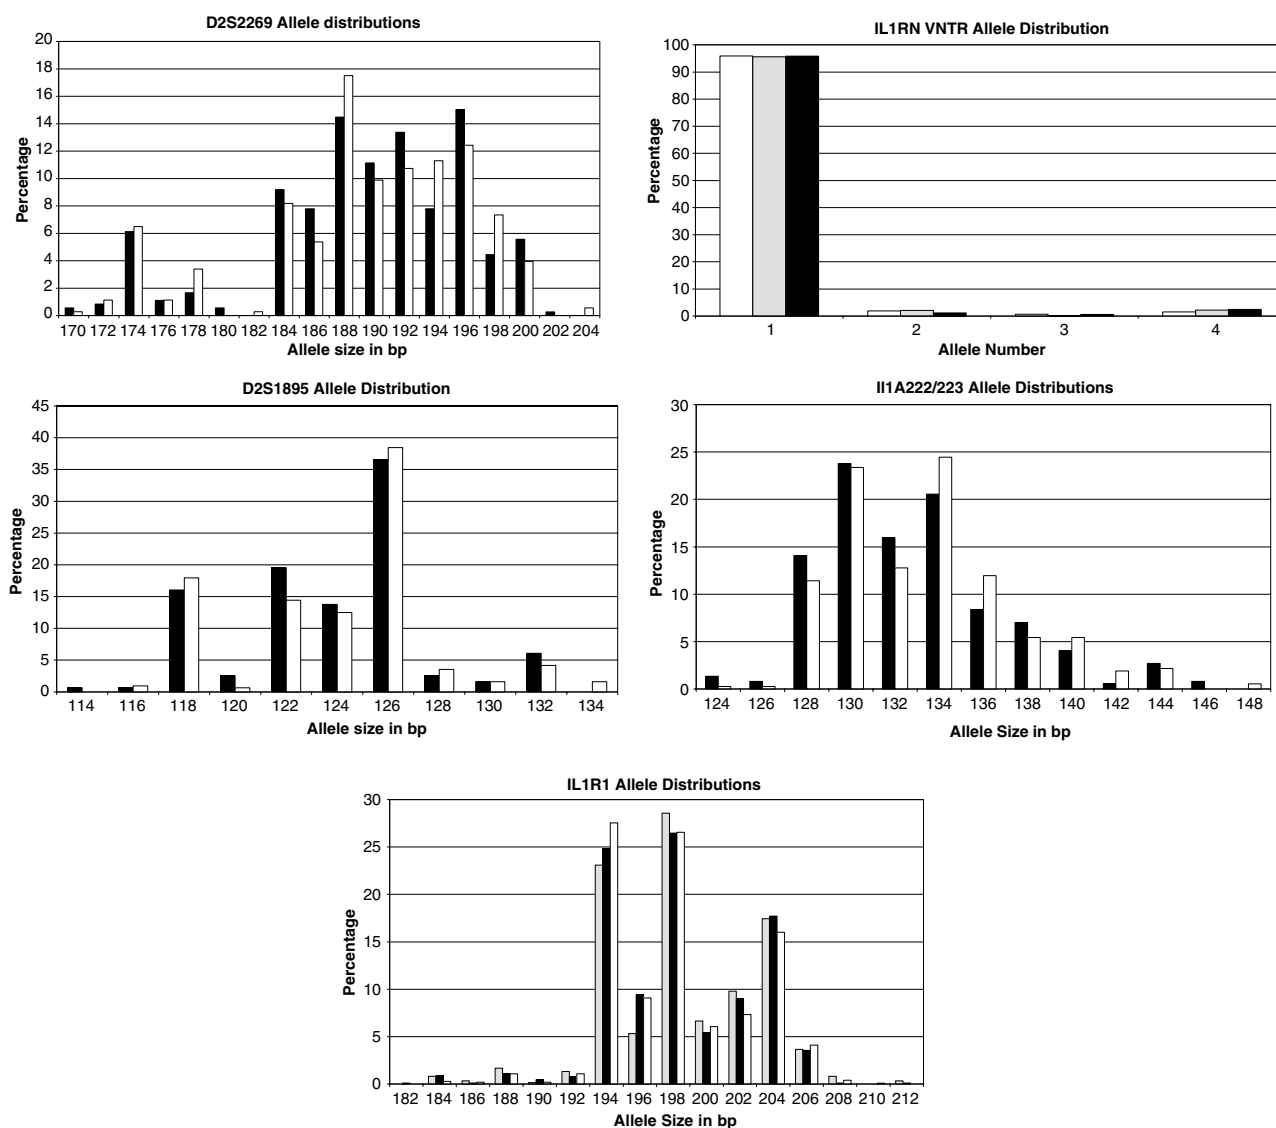 D2S2269 Allele distributions
20
18
16
14
12
10
8
6
4
2
0
Percentage
170 172 174 176 178 180 182 184 186 188 190 192 194 196 198 200 202 204
Allele size in bp
IL1RN VNTR Allele Distribution
100
90
80
70
60
50
40
30
20
10
0
Percentage
1 2 3 4
Allele Number
D2S1895 Allele Distribution
45
40
35
30
25
20
15
10
5
0
Percentage
114 116 118 120 122 124 126 128 130 132 134
Allele size in bp
Il1A222/223 Allele Distributions
30
25
20
15
10
5
0
Percentage
124 126 128 130 132 134 136 138 140 142 144 146 148
Allele Size in bp
IL1R1 Allele Distributions
30
25
20
15
10
5
0
Percentage
182 184 186 188 190 192 194 196 198 200 202 204 206 208 210 212
Allele Size in bp